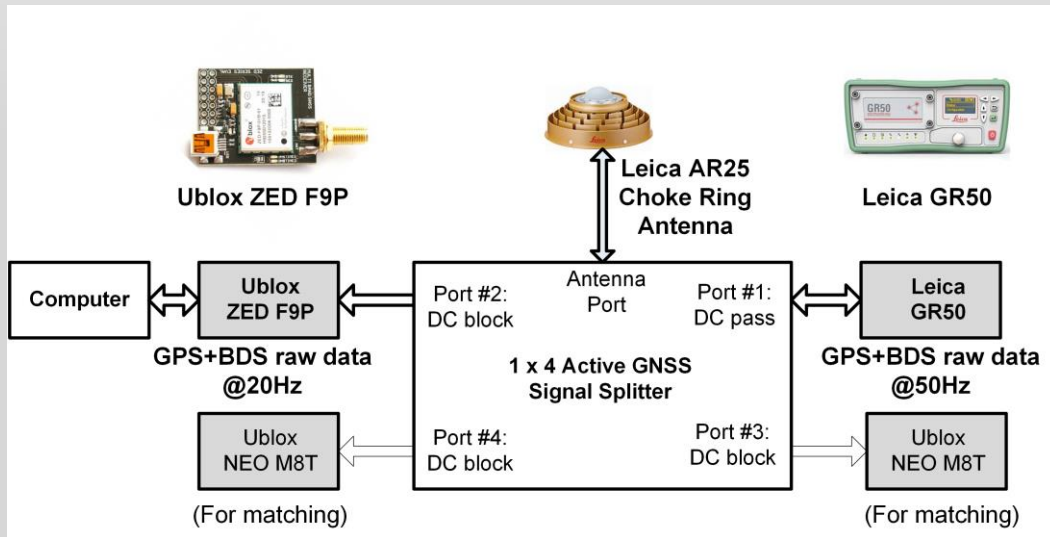 GR50
Leica
Ublox ZED F9P
Leica AR25
Choke Ring
Antenna
Leica GR50
Computer
Ublox
ZED F9P
Port #2:
DC block
Antenna
Port
Port #1:
DC pass
Leica
GR50
GPS+BDS raw data
@20Hz
1 x 4 Active GNSS
Signal Splitter
GPS+BDS raw data
@50Hz
Ublox
NEO M8T
Port #4:
DC block
Port #3:
DC block
Ublox
NEO M8T
(For matching)
(For matching)